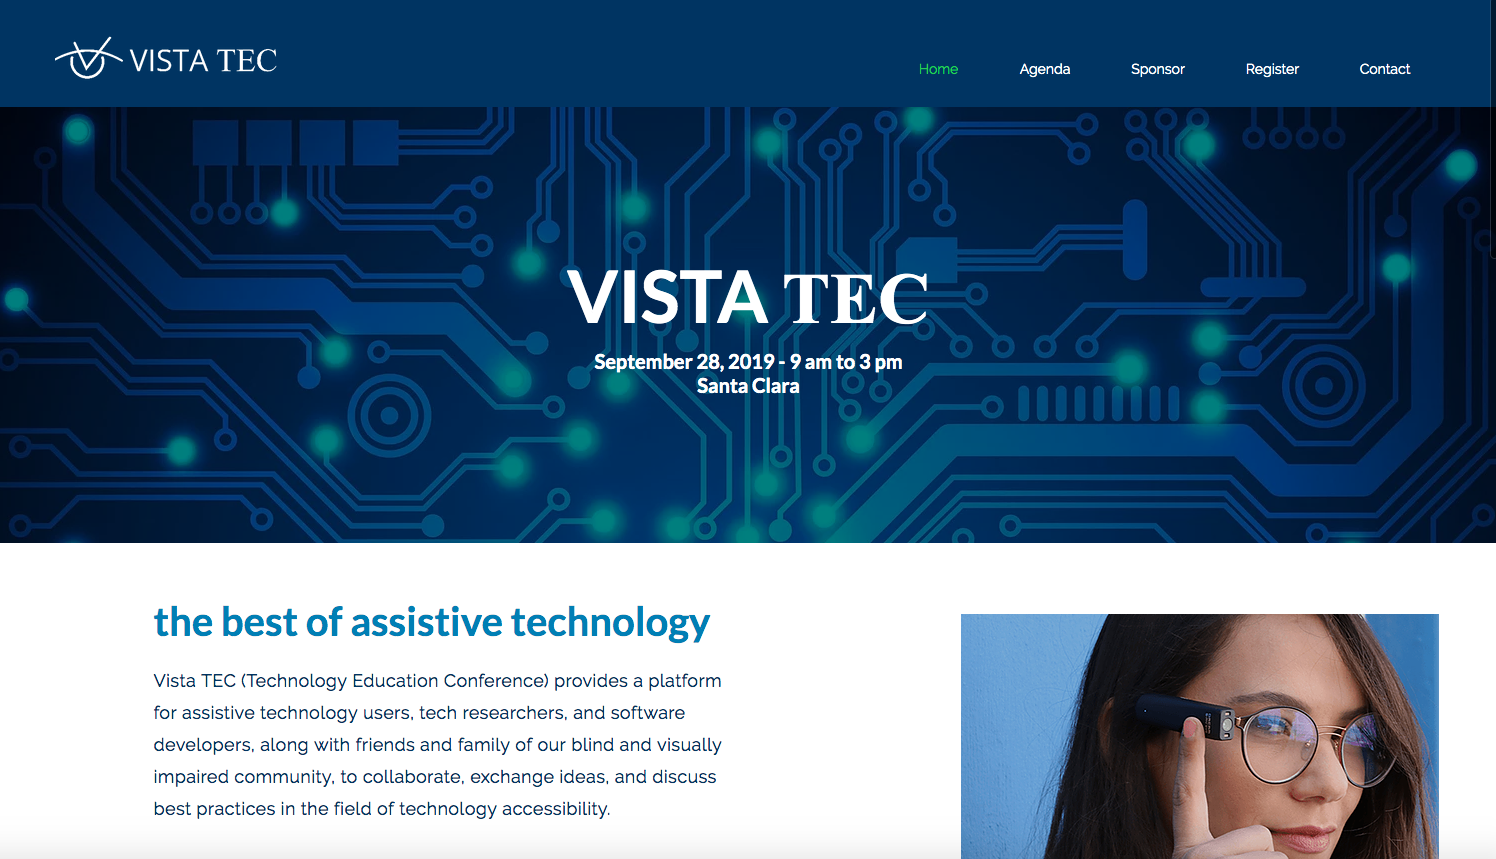 VISTA TEC
Home
Agenda
Sponsor
Register
Contact
VISTA TEC
September 28, 2019 - 9 am to 3 pm
Santa Clara
the best of assistive technology
Vista TEC (Technology Education Conference) provides a platform
for assistive technology users, tech researchers, and software
developers, along with friends and family of our blind and visually
impaired community, to collaborate, exchange ideas, and discuss
best practices in the field of technology accessibility.